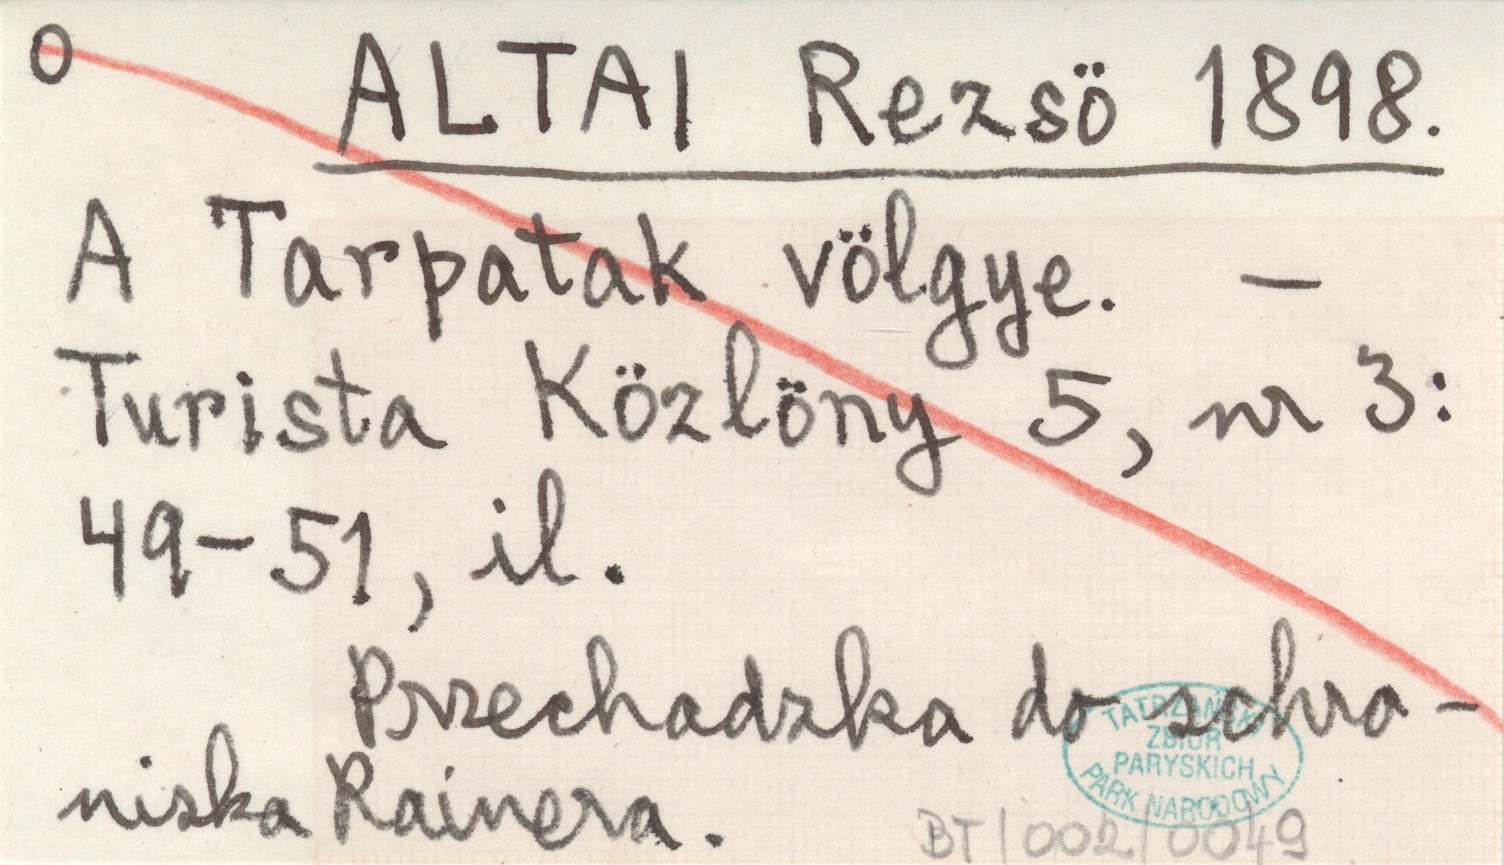 O ALTAI Rezsö 1898.
A Tarpatak völgye. –
Turista Közlöny 5, nr 3:
49–51, il.
Przechadzka do schro-
niska Rainera.
TATRZAŃSKI
ZBIÓR
PARYSKICH
PARK NARODOWY
BT/002/0049